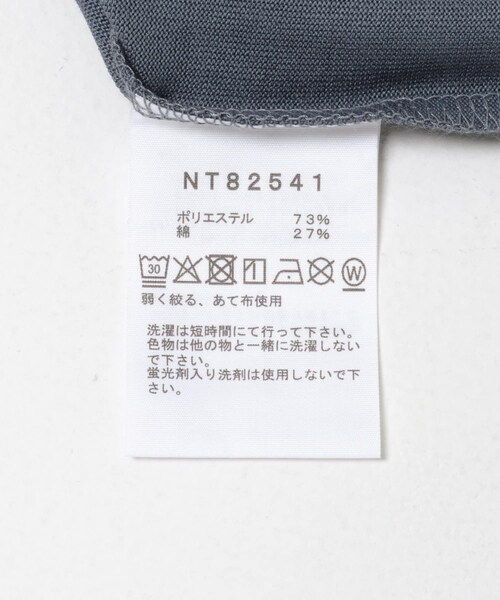 NT82541
ポリエステル 73%
綿 27%
30 W
弱く絞る、あて布使用
洗濯は短時間にて行って下さい。
色物は他の物と一緒に洗濯しない
で下さい。
蛍光剤入り洗剤は使用しないで下
さい。